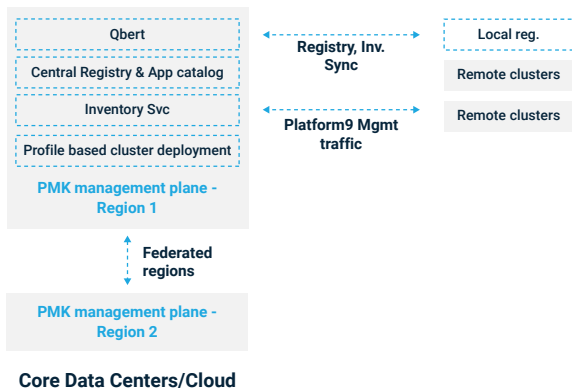 Qbert
Central Registry & App catalog
Inventory Svc
Profile based cluster deployment
PMK management plane -
Region 1
Registry, Inv.
Sync
Platform9 Mgmt
traffic
Local reg.
Remote clusters
Remote clusters
Federated
regions
PMK management plane -
Region 2
Core Data Centers/Cloud